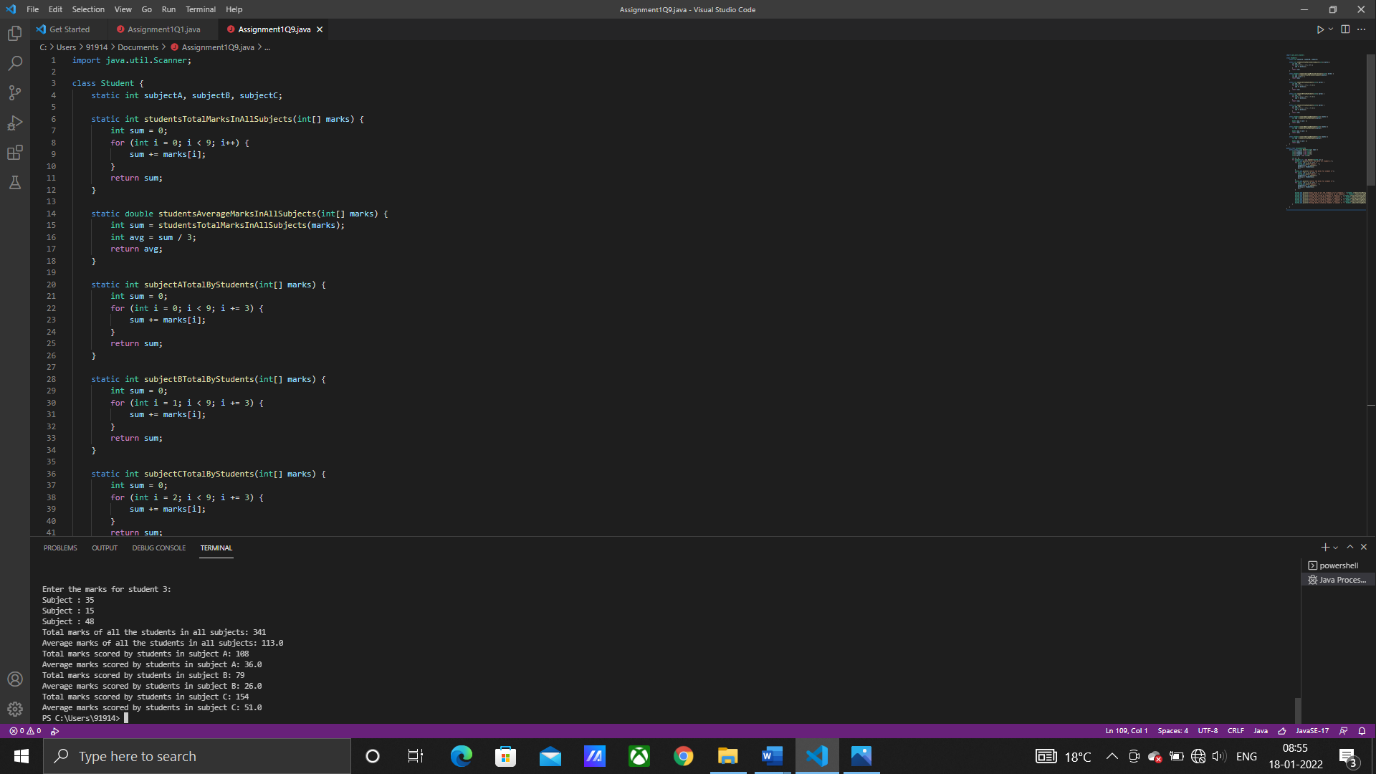 File Edit Selection View Go Run Terminal Help
Assignment1Q9.java - Visual Studio Code
Get Started
Assignment1Q1.java
Assignment1Q9.java
C: > Users > 91914 > Documents > Assignment1Q9.java > ...
1 import java.util.Scanner;
2
3 class Student {
4 static int subjectA, subjectB, subjectC;
5
6 static int studentsTotalMarksInAllSubjects(int[] marks) {
7 int sum = 0;
8 for (int i = 0; i < 9; i++) {
9 sum += marks[i];
10 }
11 return sum;
12 }
13
14 static double studentsAverageMarksInAllSubjects(int[] marks) {
15 int sum = studentsTotalMarksInAllSubjects(marks);
16 int avg = sum / 3;
17 return avg;
18 }
19
20 static int subjectATotalByStudents(int[] marks) {
21 int sum = 0;
22 for (int i = 0; i < 9; i += 3) {
23 sum += marks[i];
24 }
25 return sum;
26 }
27
28 static int subjectBTotalByStudents(int[] marks) {
29 int sum = 0;
30 for (int i = 1; i < 9; i += 3) {
31 sum += marks[i];
32 }
33 return sum;
34 }
35
36 static int subjectCTotalByStudents(int[] marks) {
37 int sum = 0;
38 for (int i = 2; i < 9; i += 3) {
39 sum += marks[i];
40 }
41 return sum;
PROBLEMS OUTPUT DEBUG CONSOLE TERMINAL
powershell
Java Proces...
Enter the marks for student 3:
Subject : 35
Subject : 15
Subject : 48
Total marks of all the students in all subjects: 341
Average marks of all the students in all subjects: 113.0
Total marks scored by students in subject A: 108
Average marks scored by students in subject A: 36.0
Total marks scored by students in subject B: 79
Average marks scored by students in subject B: 26.0
Total marks scored by students in subject C: 154
Average marks scored by students in subject C: 51.0
PS C:\Users\91914>
0 0
Ln 109, Col 1 Spaces: 4 UTF-8 CRLF Java JavaSE-17
Type here to search
18°C
ENG
08:55
18-01-2022
3